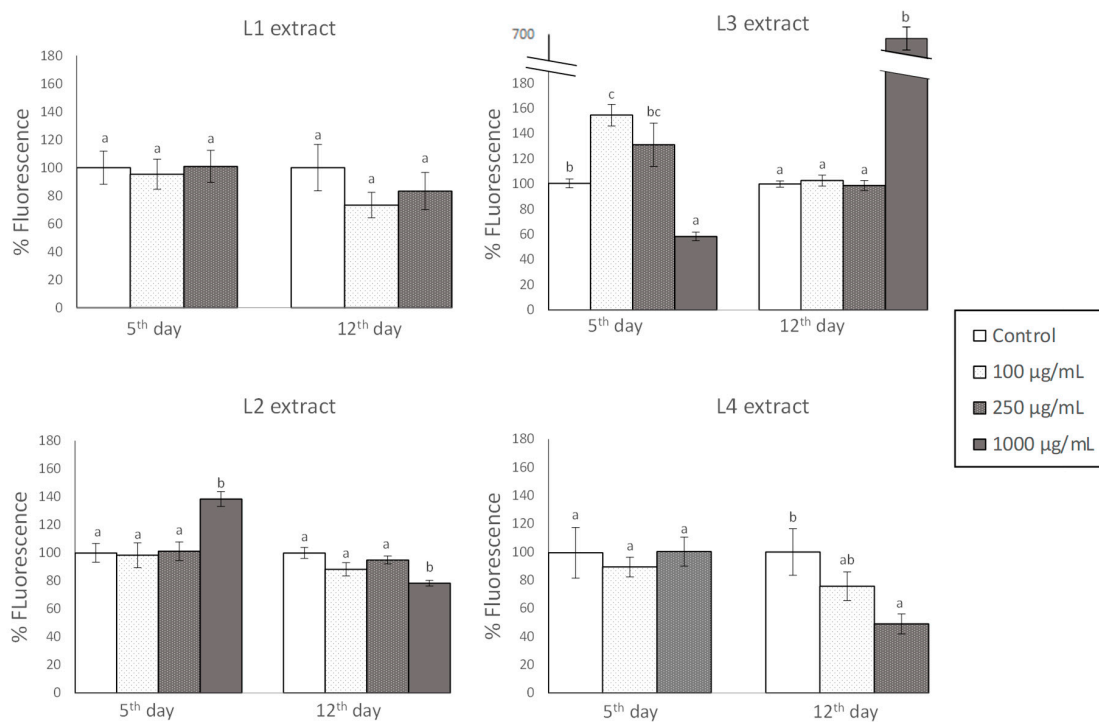 L1 extract
% Fluorescence
180
160
140
120
100
80
60
40
20
0
a
a
a
a
a
a
5th day
12th day
L3 extract
% FLuorescence
700
180
160
140
120
100
80
60
40
20
0
b
c
bc
a
a
a
a
b
5th day
12th day
Control
100 µg/mL
250 µg/mL
1000 µg/mL
L2 extract
% FLuorescence
180
160
140
120
100
80
60
40
20
0
a
a
a
b
a
a
a
b
5th day
12th day
L4 extract
% Fluorescence
180
160
140
120
100
80
60
40
20
0
a
a
a
b
ab
a
5th day
12th day